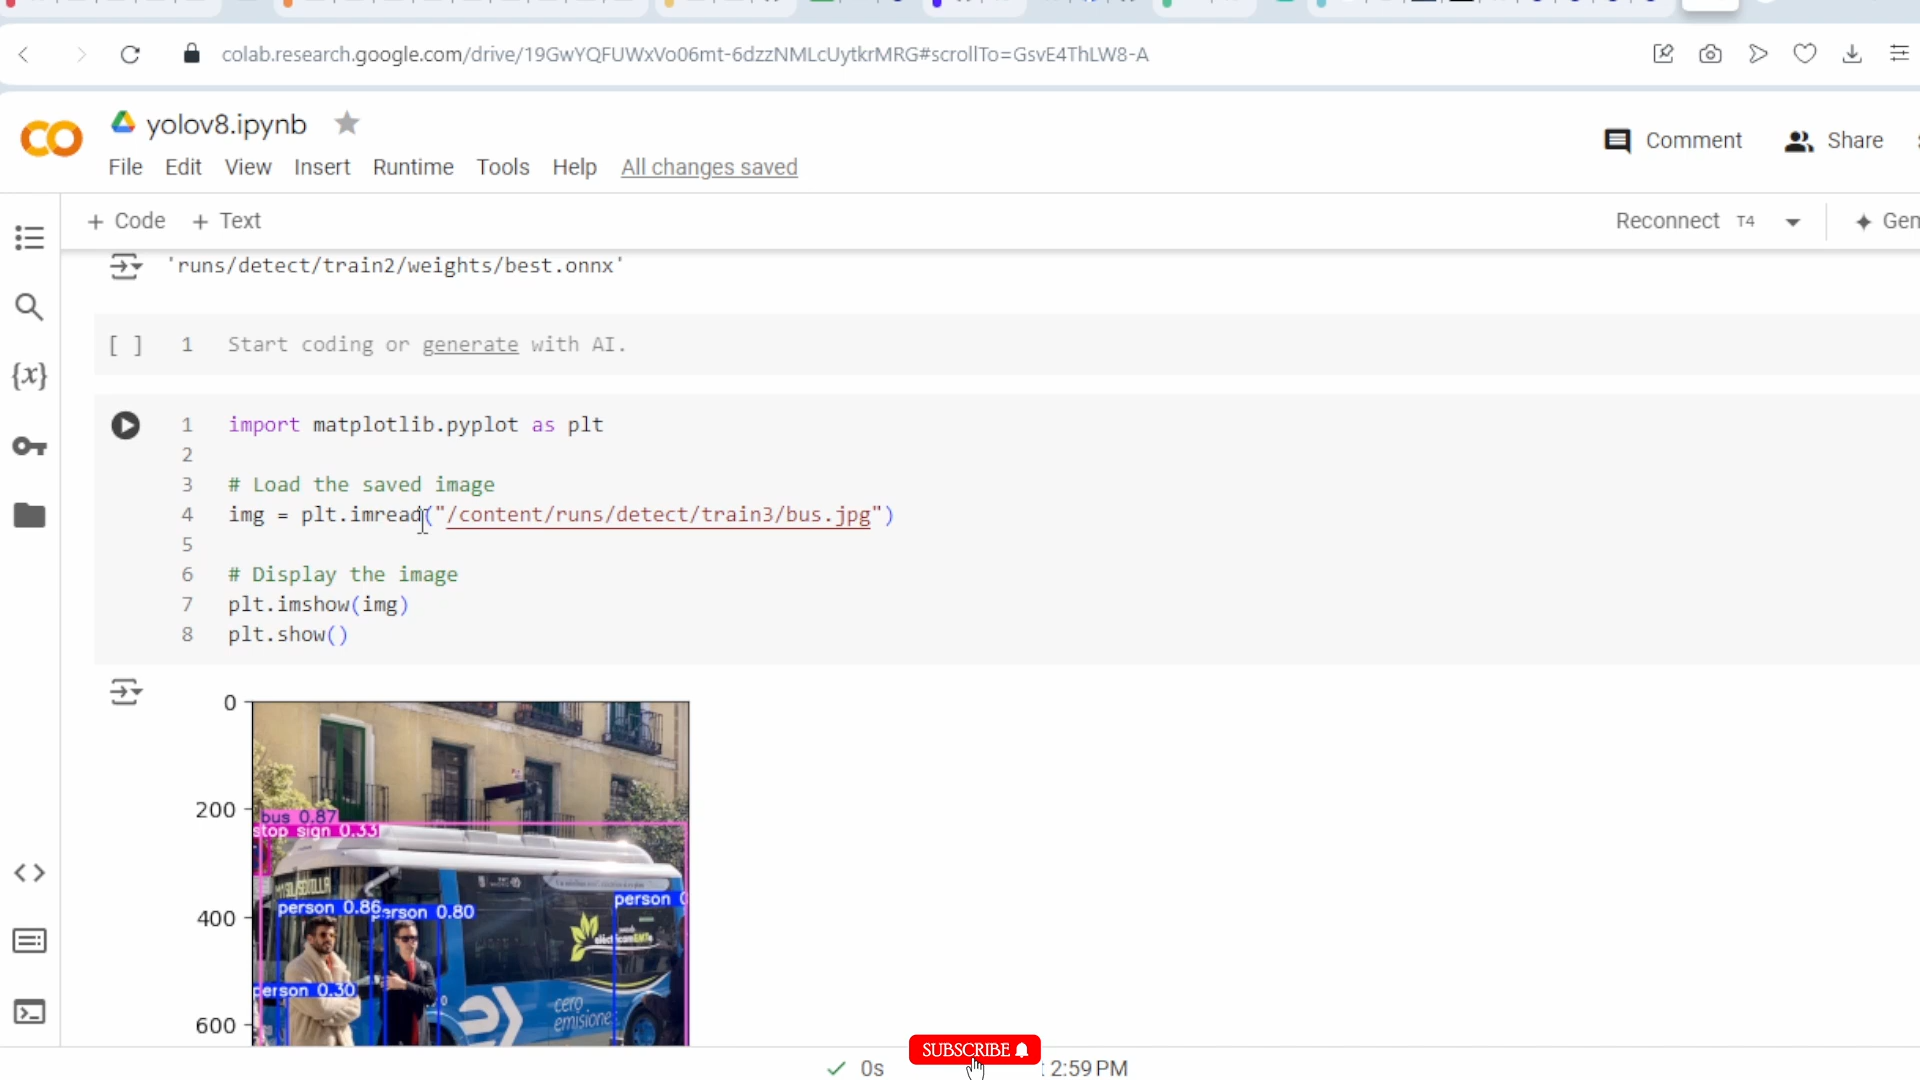 colab.research.google.com/drive/19GwYQFUWxVo06mt-6dzzNMLcUytkrMRG#scrollTo=GsvE4ThLW8-A
CO
yolov8.ipynb
File Edit View Insert Runtime Tools Help All changes saved
Comment Share
+ Code + Text
Reconnect T4
'runs/detect/train2/weights/best.onnx'
[ ] 1 Start coding or generate with AI.
1 import matplotlib.pyplot as plt
2
3 # Load the saved image
4 img = plt.imread("/content/runs/detect/train3/bus.jpg")
5
6 # Display the image
7 plt.imshow(img)
8 plt.show()
0
200
400
600
bus 0.87
stop sign 0.33
person 0.86
erson 0.80
person 0
person 0.30
cero
emisione
SUBSCRIBE
0s
2:59 PM